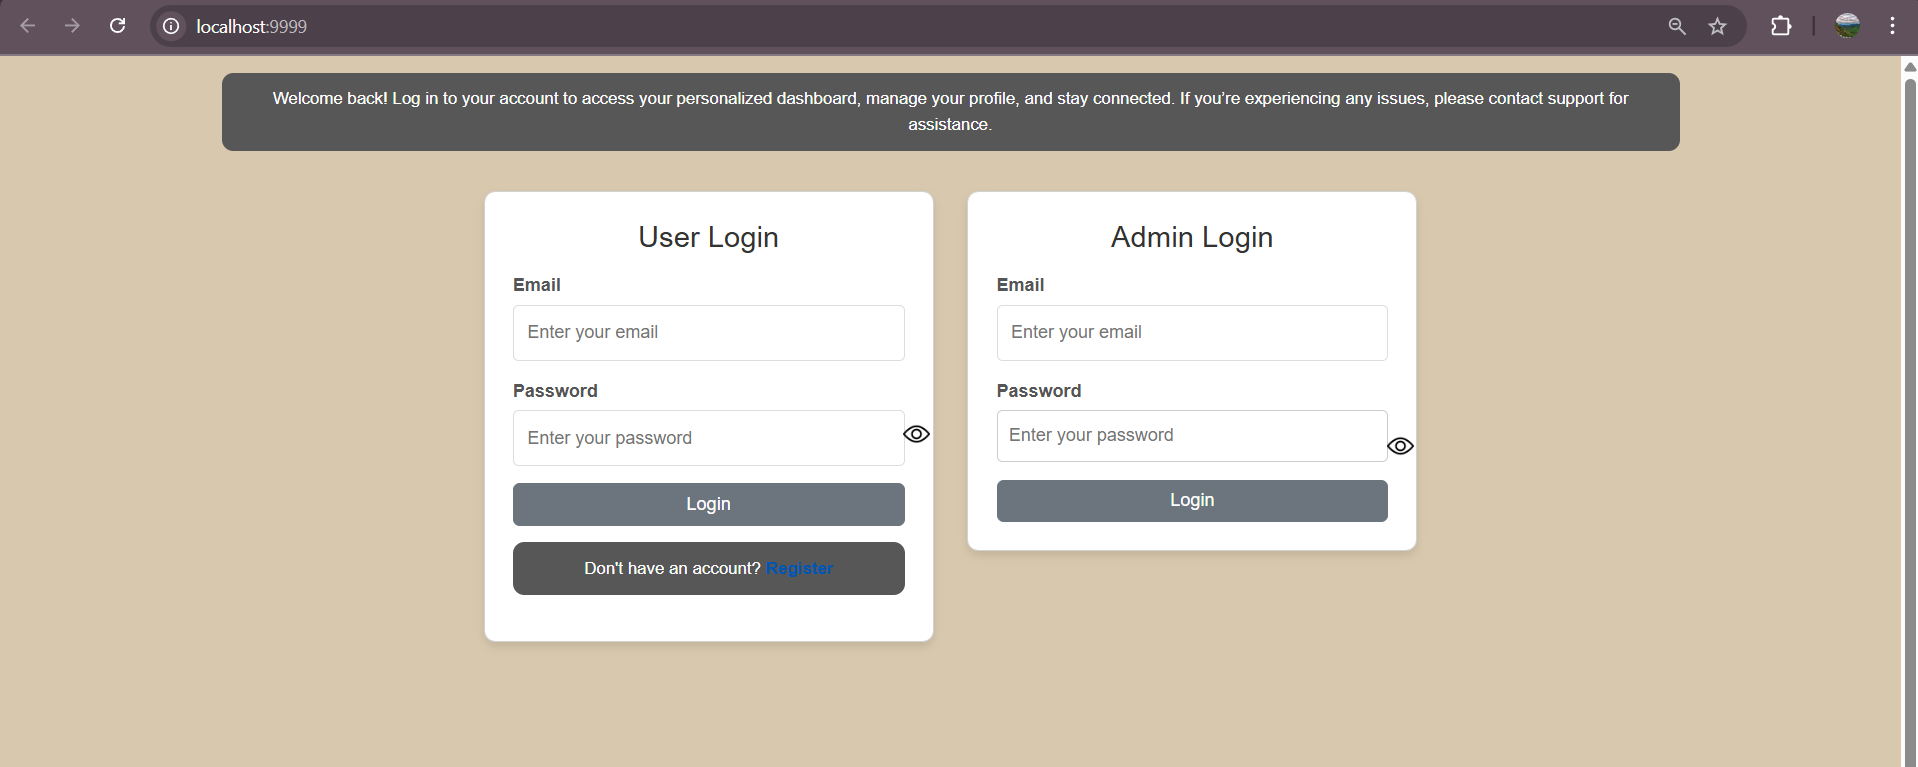 localhost:9999
Welcome back! Log in to your account to access your personalized dashboard, manage your profile, and stay connected. If you’re experiencing any issues, please contact support for
assistance.
User Login
Email
Enter your email
Password
Enter your password
Login
Don't have an account? Register
Admin Login
Email
Enter your email
Password
Enter your password
Login